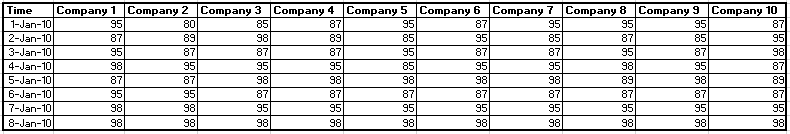 Time Company 1 Company 2 Company 3 Company 4 Company 5 Company 6 Company 7 Company 8 Company 9 Company 10
1-Jan-10 95 80 85 87 95 87 95 95 95 87
2-Jan-10 87 89 98 89 85 95 85 87 85 95
3-Jan-10 95 87 87 87 95 87 87 95 87 98
4-Jan-10 98 95 95 95 85 98 98 95 95 89
5-Jan-10 87 87 98 98 98 98 98 89 98 89
6-Jan-10 95 95 87 87 87 87 95 87 87 87
7-Jan-10 98 98 95 95 95 95 95 95 95 95
8-Jan-10 98 98 98 98 98 98 98 98 98 98